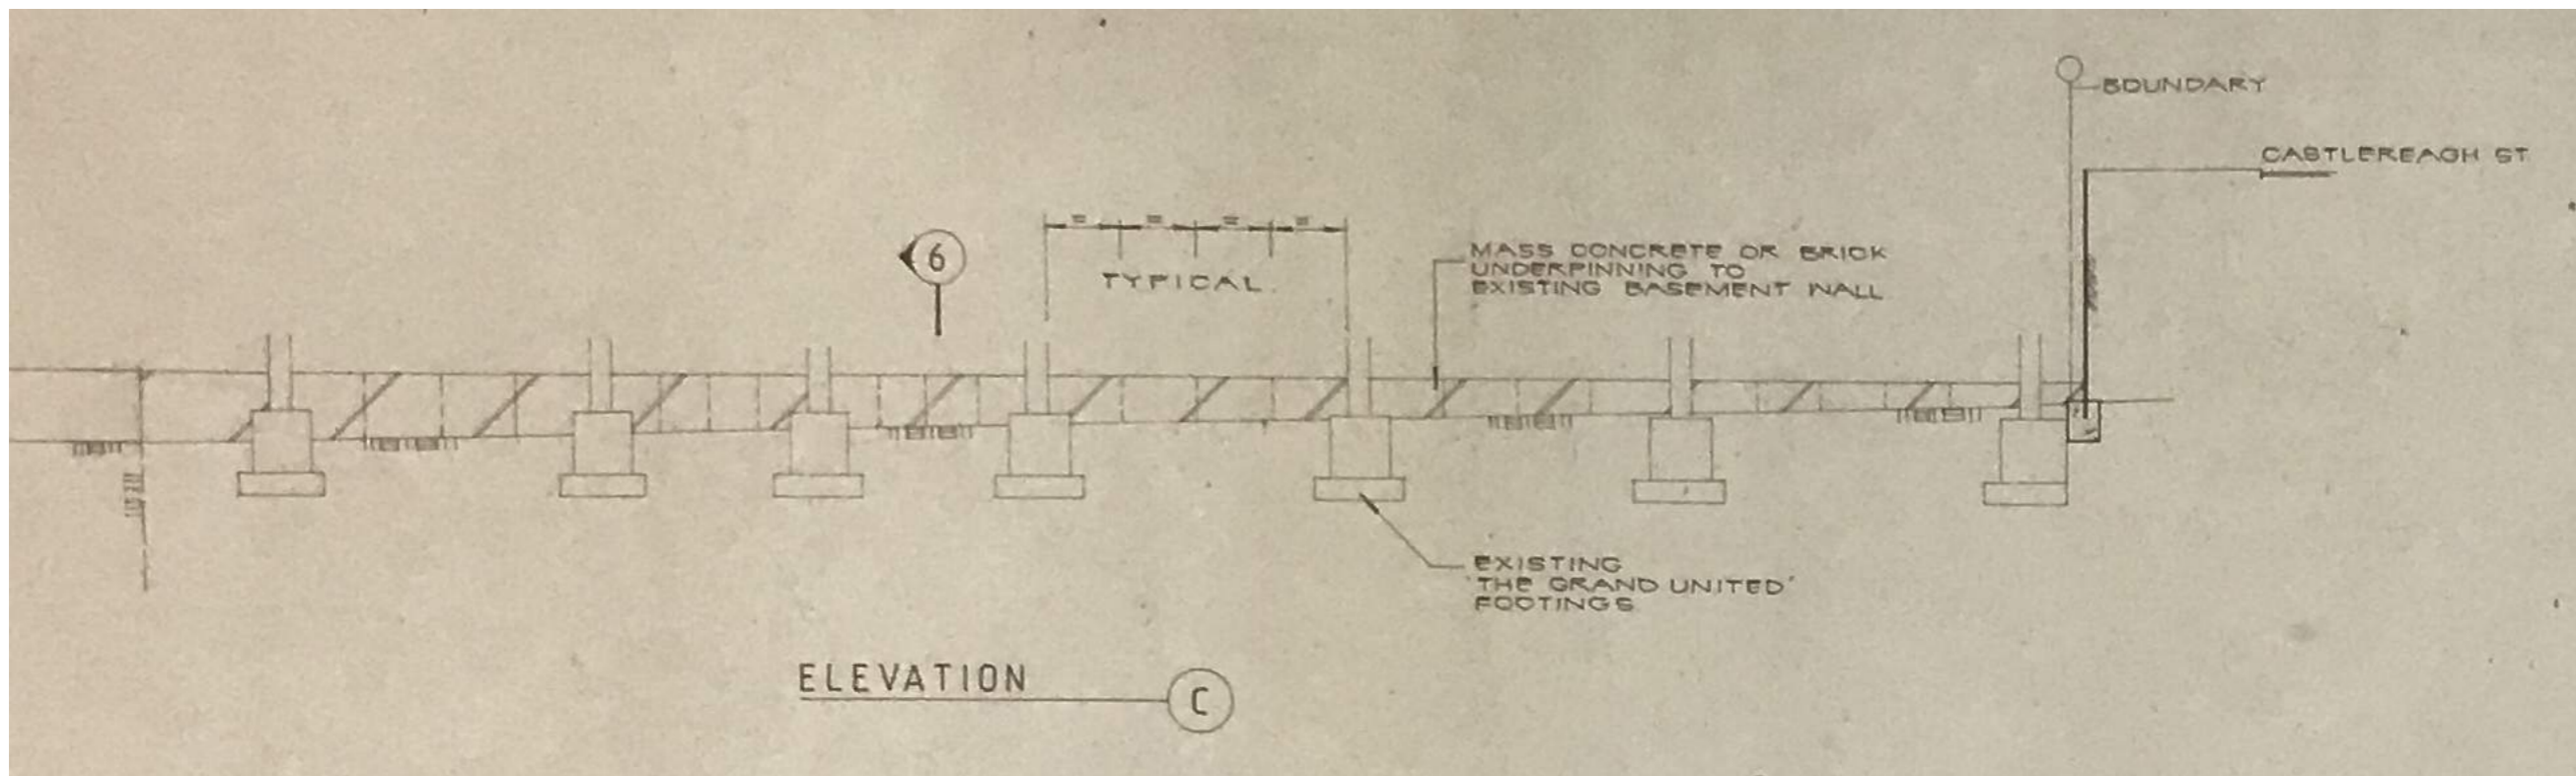 BOUNDARY
CASTLEREAGH ST
6
= = = =
TYPICAL.
MASS CONCRETE OR BRICK
UNDERPINNING TO
EXISTING BASEMENT WALL
EXISTING
'THE GRAND UNITED'
FOOTINGS
ELEVATION
C